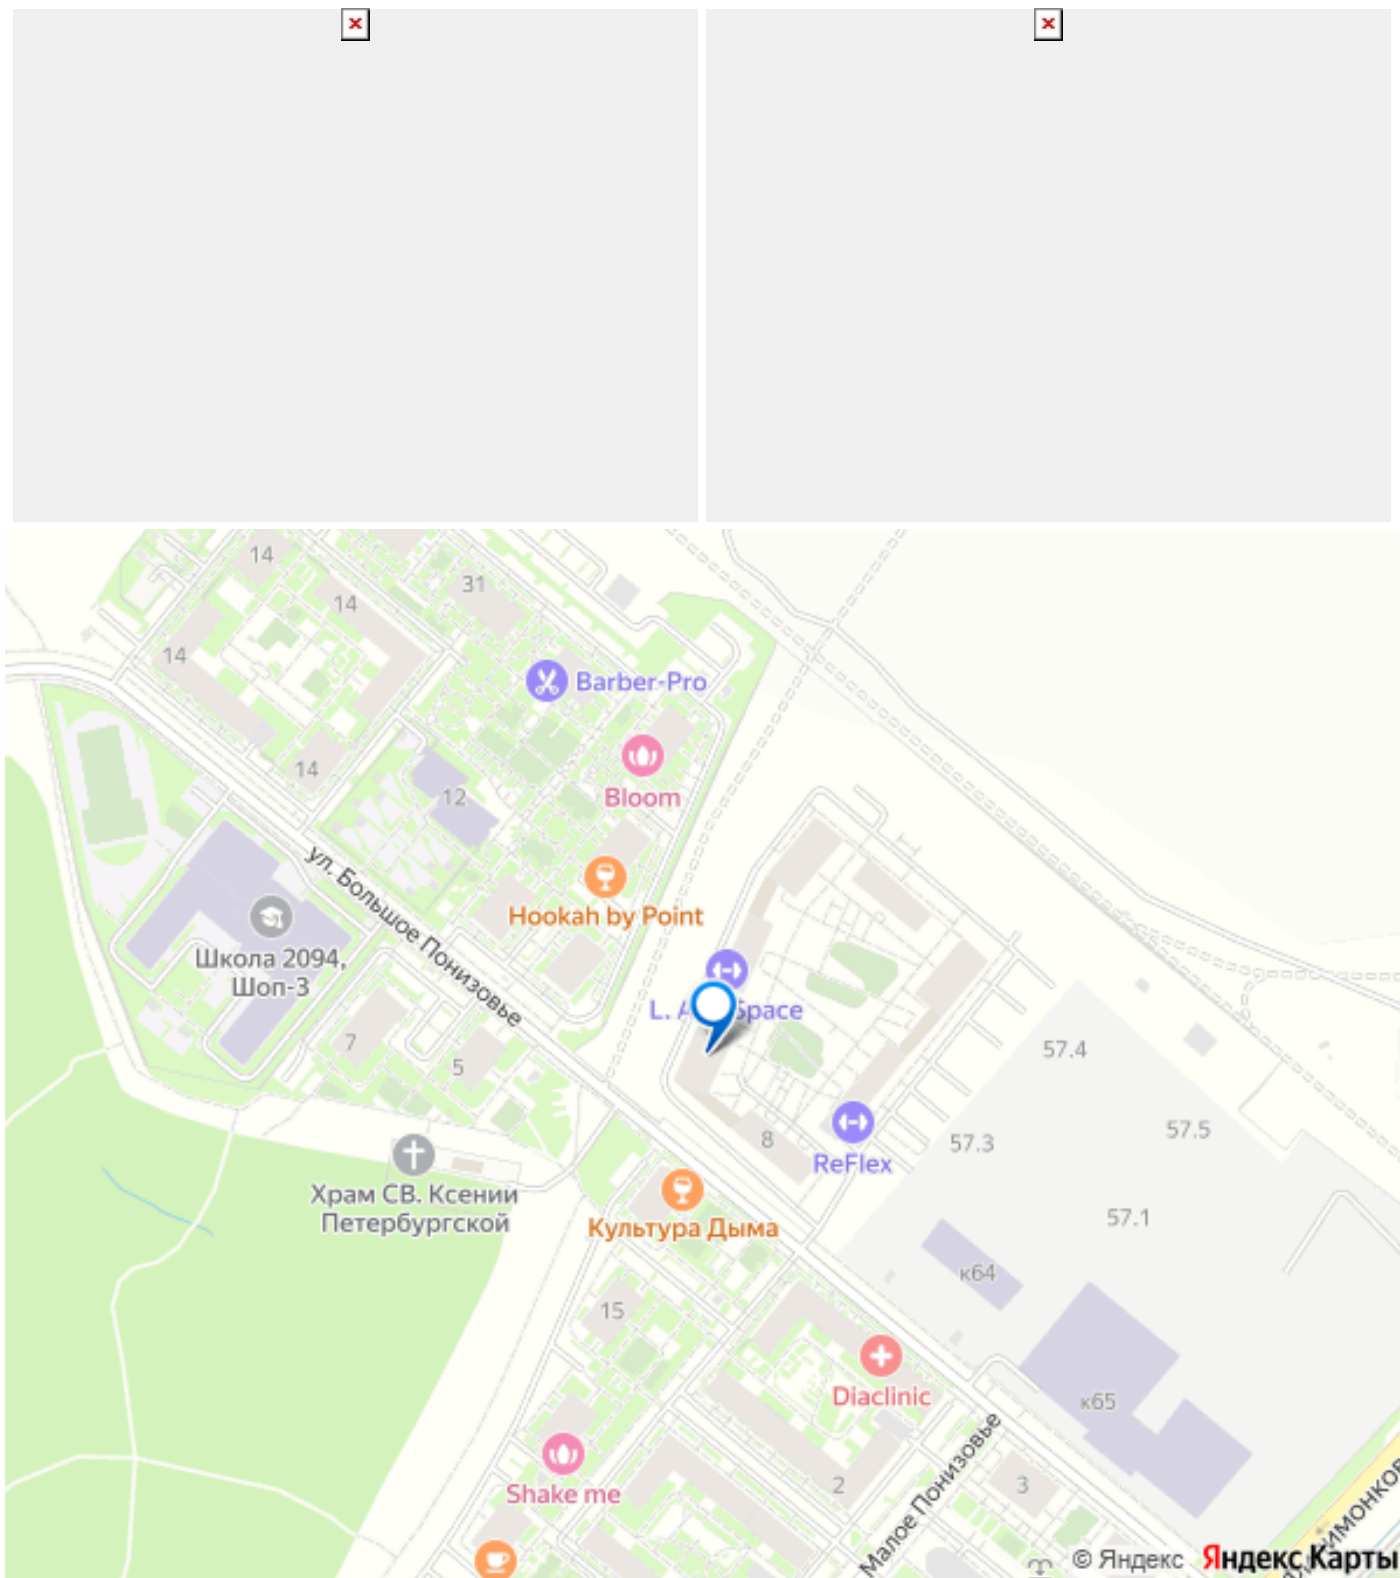 14
31
14
14
Barber-Pro
14
12
Bloom
ул. Большое Понизовье
Hookah by Point
Школа 2094,
Шоп-3
L. A
Space
7
5
57.4
8
57.3
57.5
ReFlex
Храм СВ. Ксении
Петербургской
Культура Дыма
57.1
к64
15
Diaclinic
к65
Shake me
2
Малое Понизовье
3
© Яндекс Яндекс Карты